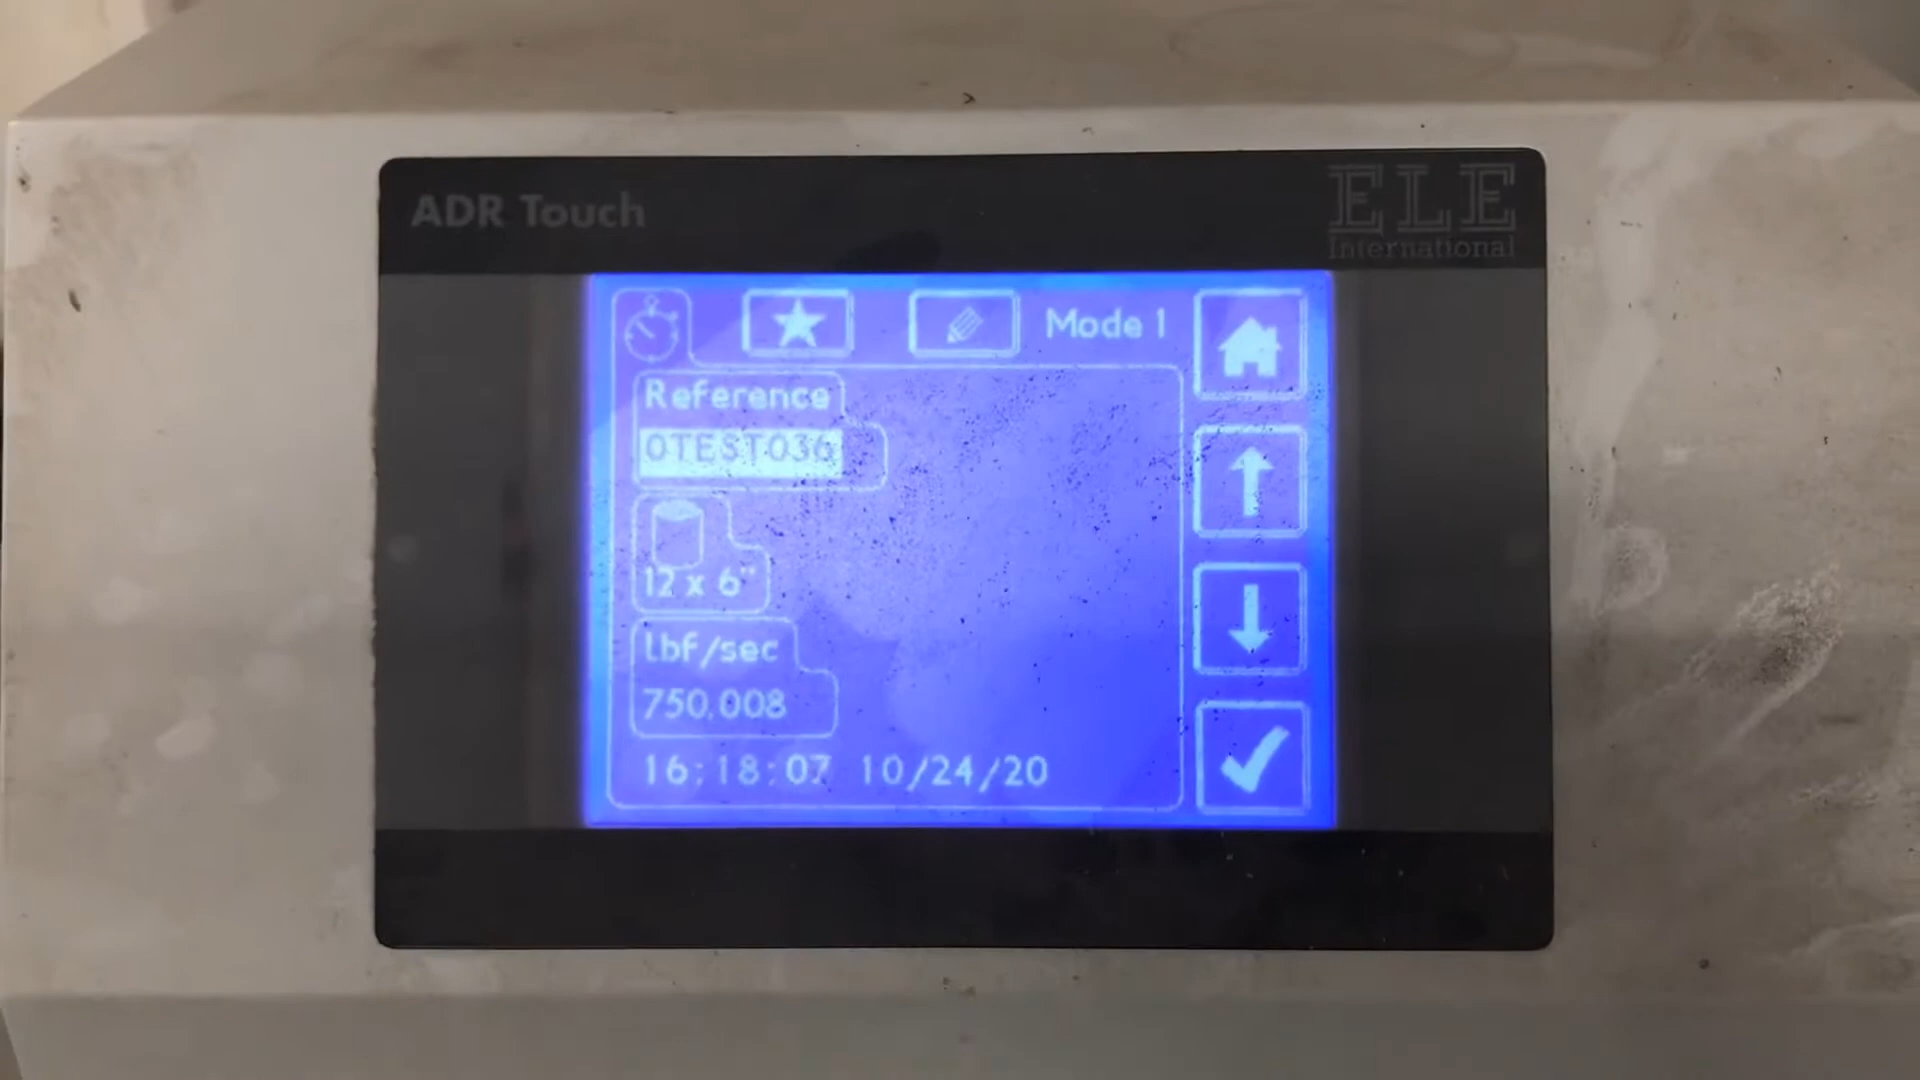 ADR Touch
ELE
International
Mode 1
Reference
0TEST036
12 x 6"
lbf/sec
750.008
16:18:07 10/24/20